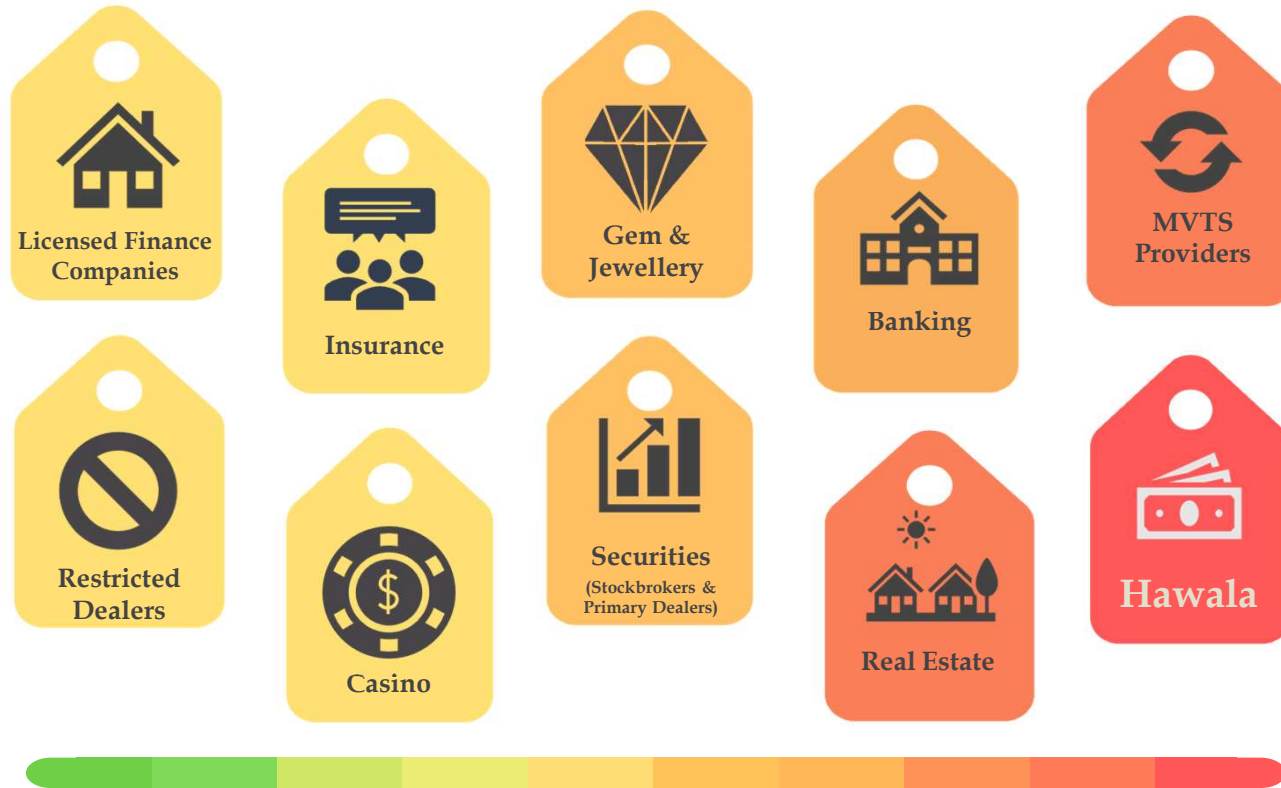 Licensed Finance
Companies
Insurance
Gem &
Jewellery
Banking
MVTS
Providers
Restricted
Dealers
$
Casino
Securities
(Stockbrokers &
Primary Dealers)
Real Estate
Hawala